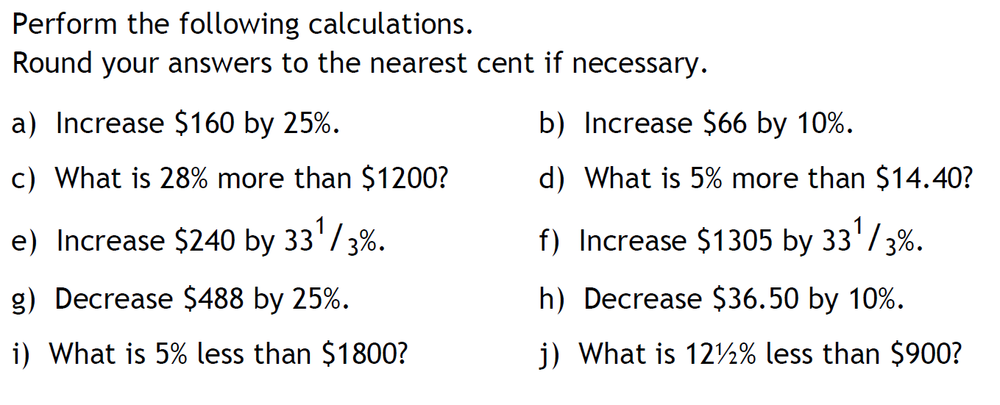 Perform the following calculations.
Round your answers to the nearest cent if necessary.
a) Increase $160 by 25%.
b) Increase $66 by 10%.
c) What is 28% more than $1200?
d) What is 5% more than $14.40?
e) Increase $240 by 33¹/₃%.
f) Increase $1305 by 33¹/₃%.
g) Decrease $488 by 25%.
h) Decrease $36.50 by 10%.
i) What is 5% less than $1800?
j) What is 12½% less than $900?